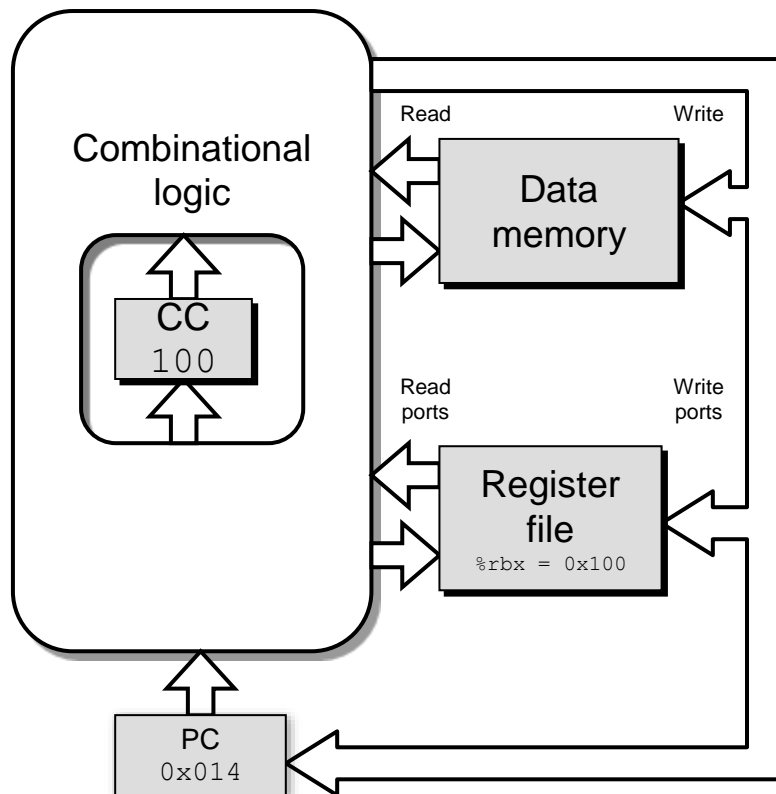 Combinational
logic
CC
100
Read
Write
Data
memory
Read
ports
Write
ports
Register
file
%rbx = 0x100
PC
0x014